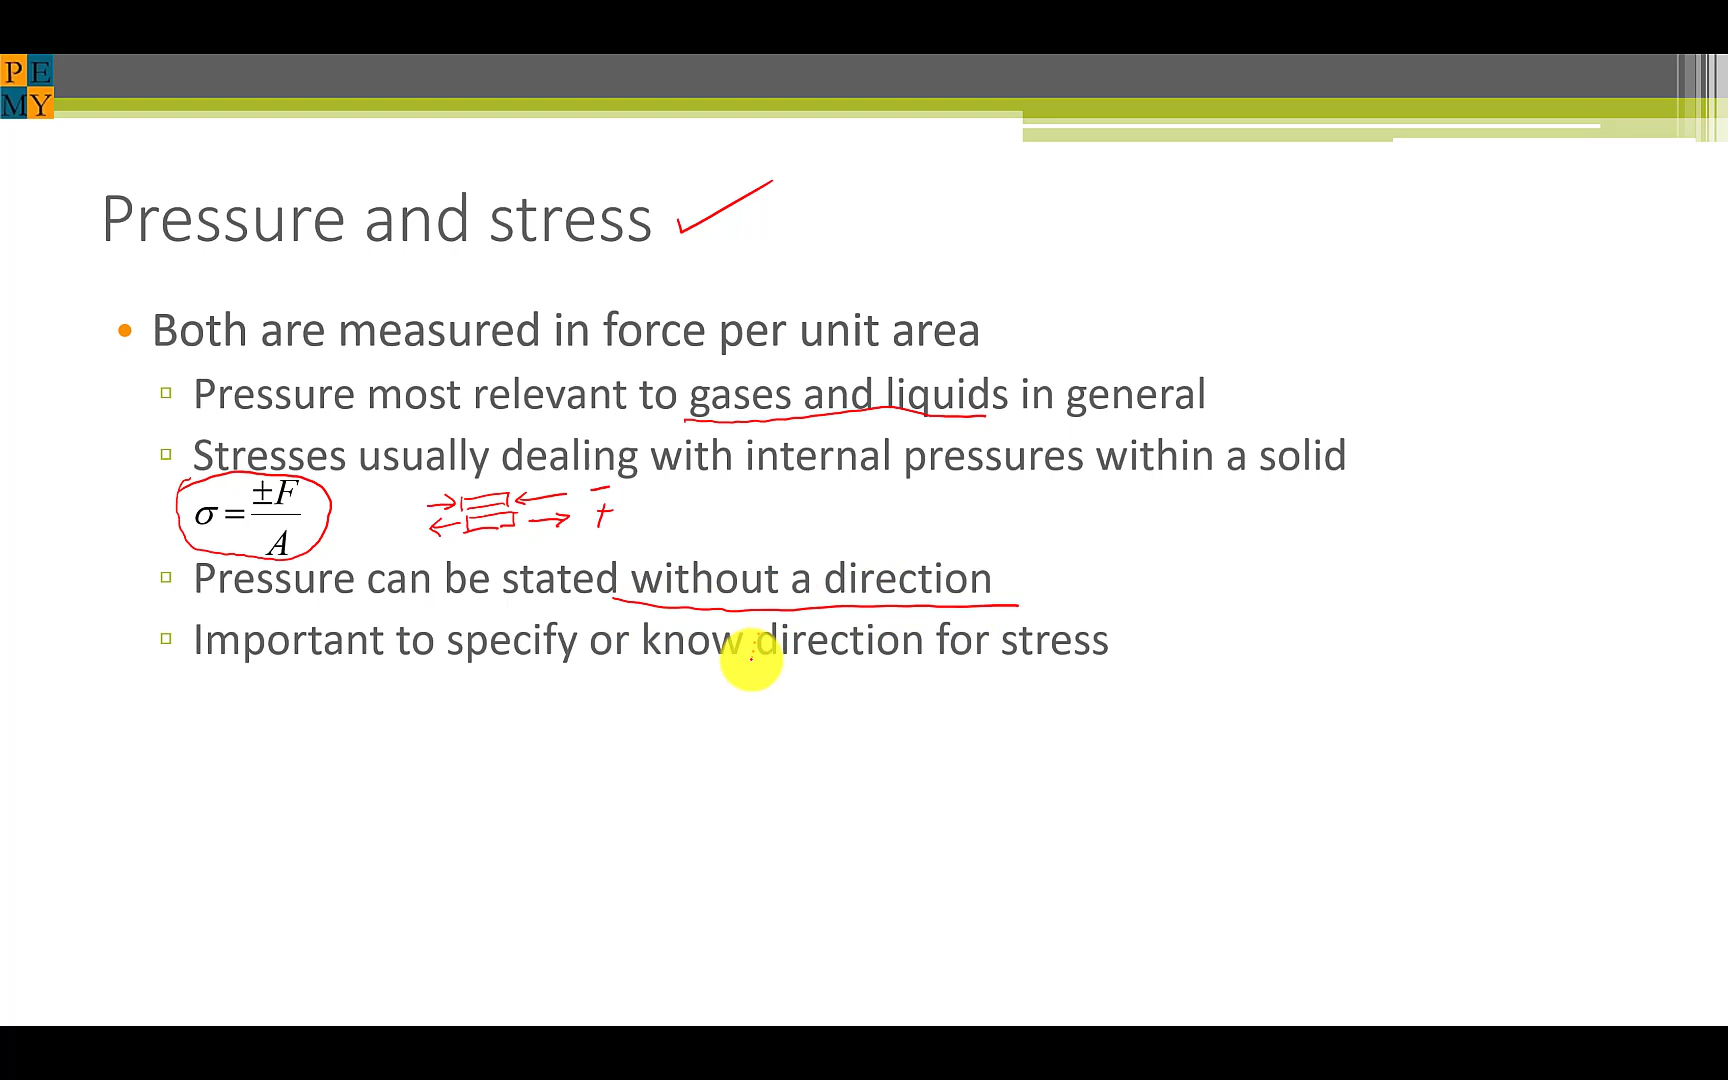 P E
M Y
Pressure and stress
• Both are measured in force per unit area
▫ Pressure most relevant to gases and liquids in general
▫ Stresses usually dealing with internal pressures within a solid
σ = ±F / A
−
+
▫ Pressure can be stated without a direction
▫ Important to specify or know direction for stress